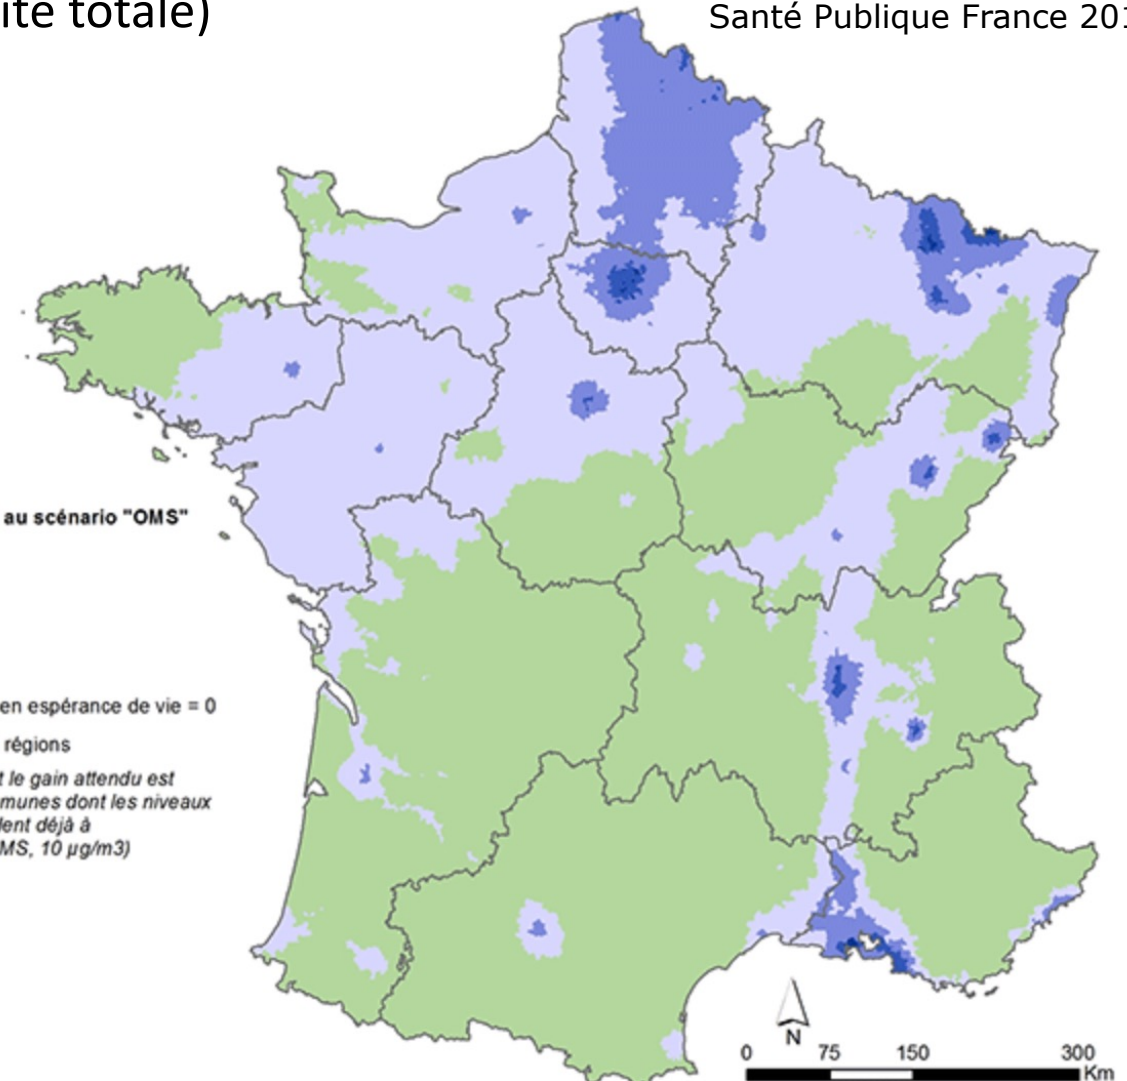 ité totale)
Santé Publique France 201
au scénario "OMS"
en espérance de vie = 0
régions
t le gain attendu est
munes dont les niveaux
lent déjà à
MS, 10 µg/m3)
N
0 75 150 300
Km